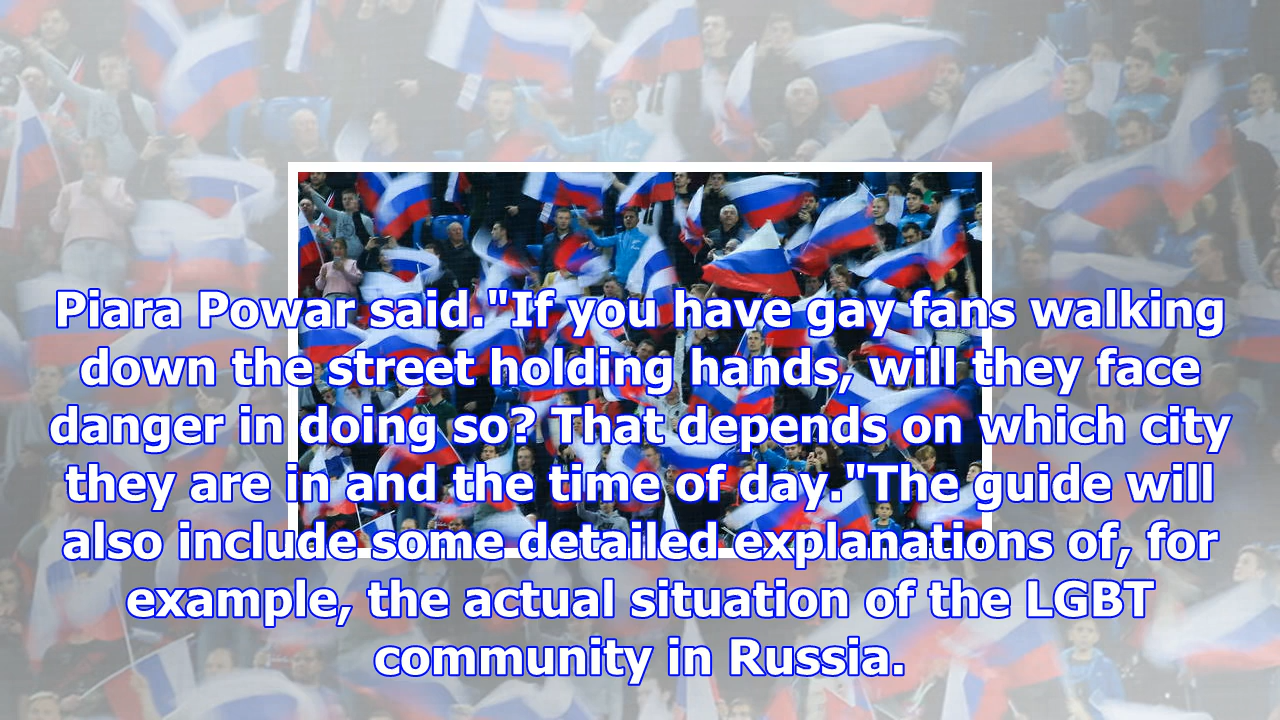 Piara Powar said."If you have gay fans walking
down the street holding hands, will they face
danger in doing so? That depends on which city
they are in and the time of day."The guide will
also include some detailed explanations of, for
example, the actual situation of the LGBT
community in Russia.